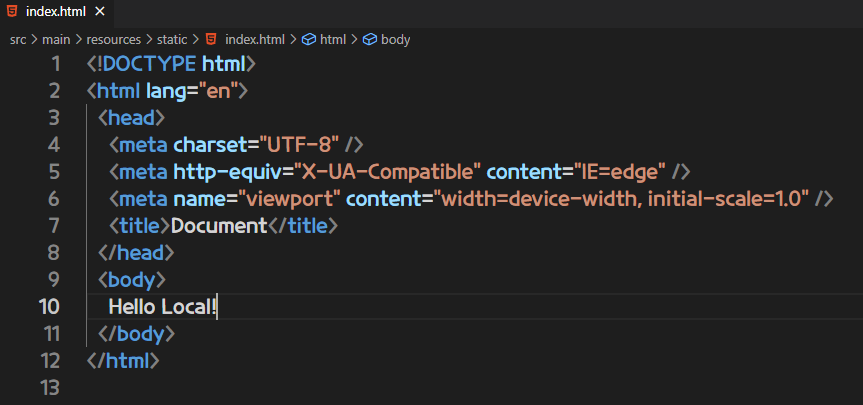 index.html ×
src > main > resources > static > index.html > html > body
1 <!DOCTYPE html>
2 <html lang="en">
3 <head>
4 <meta charset="UTF-8" />
5 <meta http-equiv="X-UA-Compatible" content="IE=edge" />
6 <meta name="viewport" content="width=device-width, initial-scale=1.0" />
7 <title>Document</title>
8 </head>
9 <body>
10 Hello Local!
11 </body>
12 </html>
13